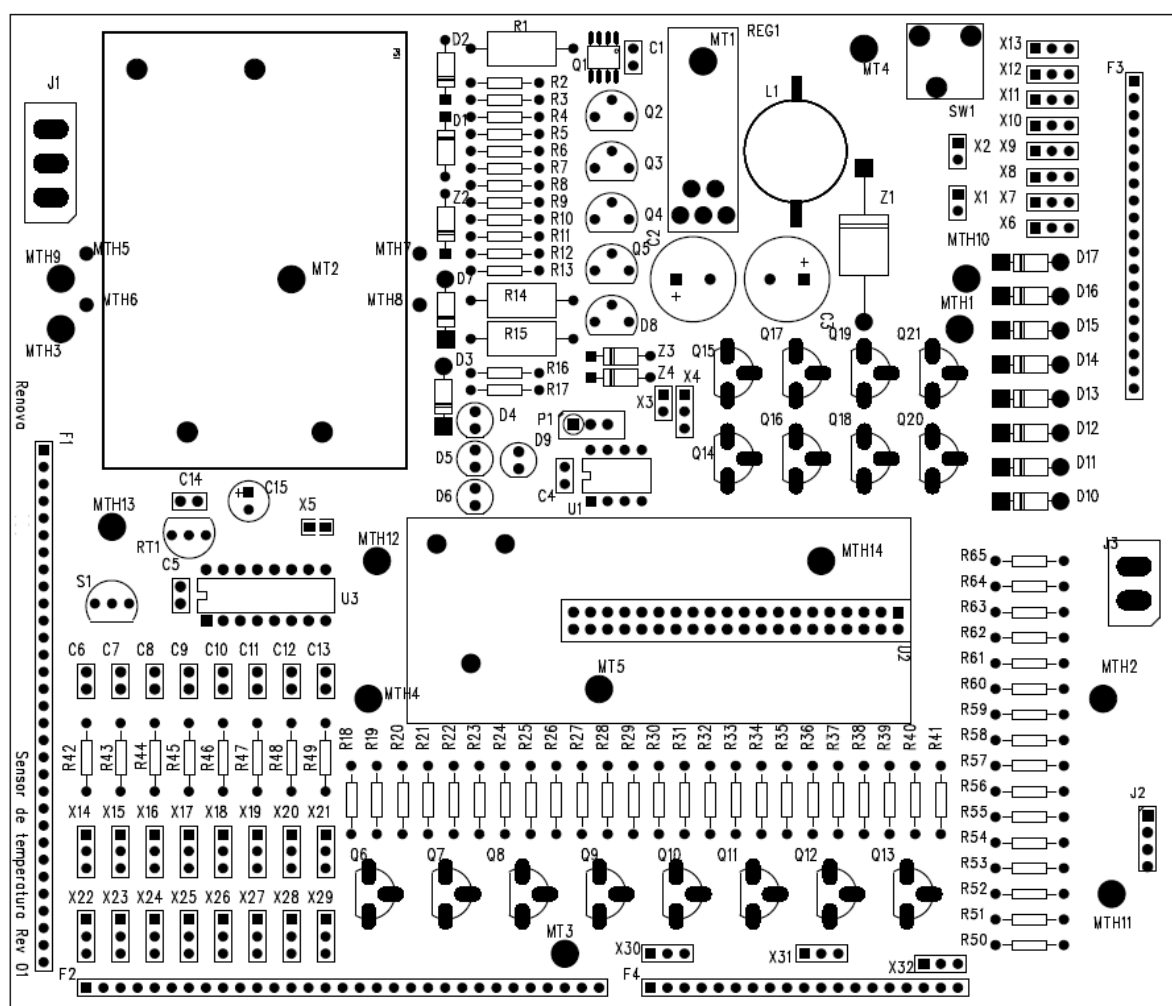 J1
PS1
D2
R1
Q1
C1
MT1
REG1
MT4
SW1
X13
X12
X11
X10
X9
X8
X7
X6
F3
L1
X2
X1
R2
R3
R4
R5
R6
R7
R8
R9
R10
R11
R12
R13
R14
R15
R16
R17
D1
Z2
D7
D3
Q2
Q3
Q4
Q5
D8
C2
C3
Z1
MTH10
MTH1
D17
D16
D15
D14
D13
D12
D11
D10
MTH9
MTH5
MTH6
MTH3
MT2
MTH7
MTH8
Z3
Z4
X3
X4
Q15
Q17
Q19
Q21
Q14
Q16
Q18
Q20
D4
D5
D6
D9
P1
C4
U1
Renova
F1
C14
C15
MTH13
RT1
X5
C5
S1
U3
MTH12
MTH14
MT5
U2
MTH4
R65
R64
R63
R62
R61
R60
R59
R58
R57
R56
R55
R54
R53
R52
R51
R50
J3
MTH2
J2
MTH11
C6
C7
C8
C9
C10
C11
C12
C13
R42
R43
R44
R45
R46
R47
R48
R49
R18
R19
R20
R21
R22
R23
R24
R25
R26
R27
R28
R29
R30
R31
R32
R33
R34
R35
R36
R37
R38
R39
R40
R41
X14
X15
X16
X17
X18
X19
X20
X21
X22
X23
X24
X25
X26
X27
X28
X29
Q6
Q7
Q8
Q9
Q10
Q11
Q12
Q13
MT3
X30
X31
X32
F2
F4
Sensor de temperatura Rev 01